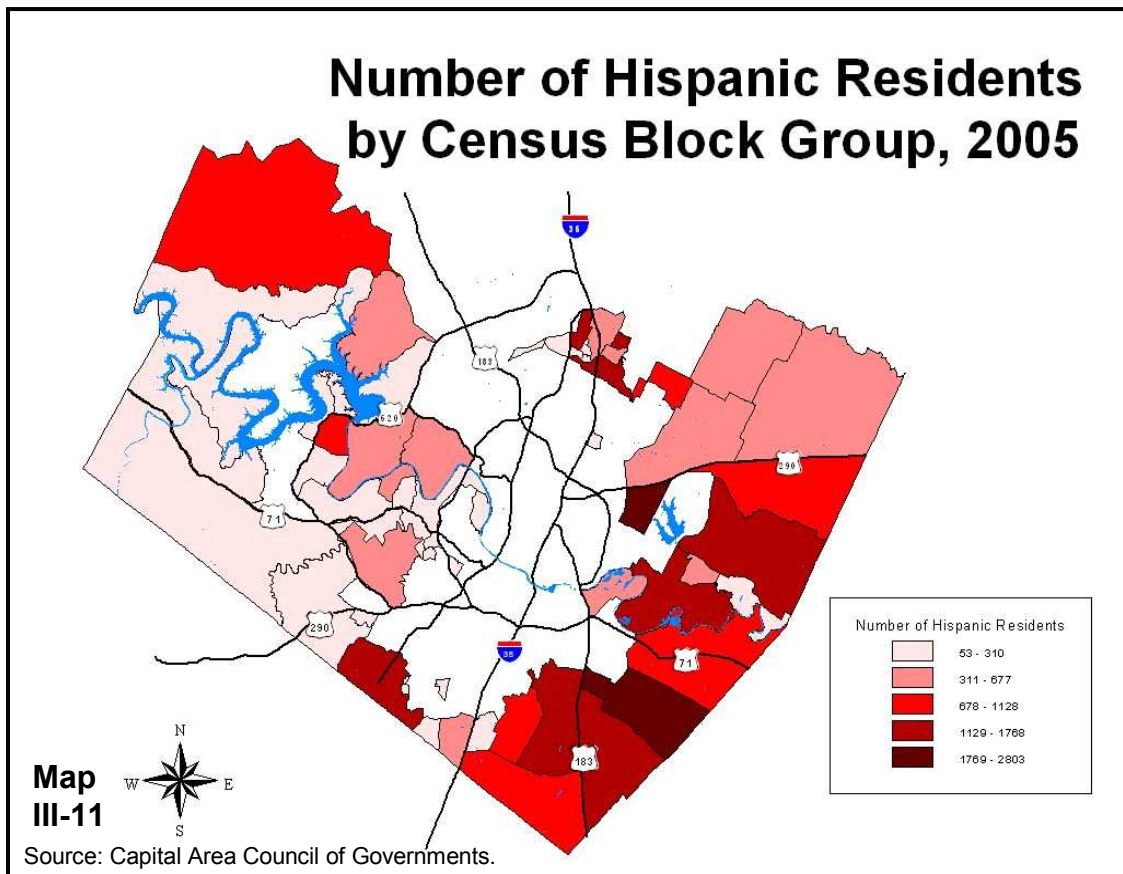 Number of Hispanic Residents
by Census Block Group, 2005
35
183
620
290
71
290
35
71
183
Number of Hispanic Residents
53 - 310
311 - 677
678 - 1128
1129 - 1768
1769 - 2803
N
W E
S
Map
III-11
Source: Capital Area Council of Governments.